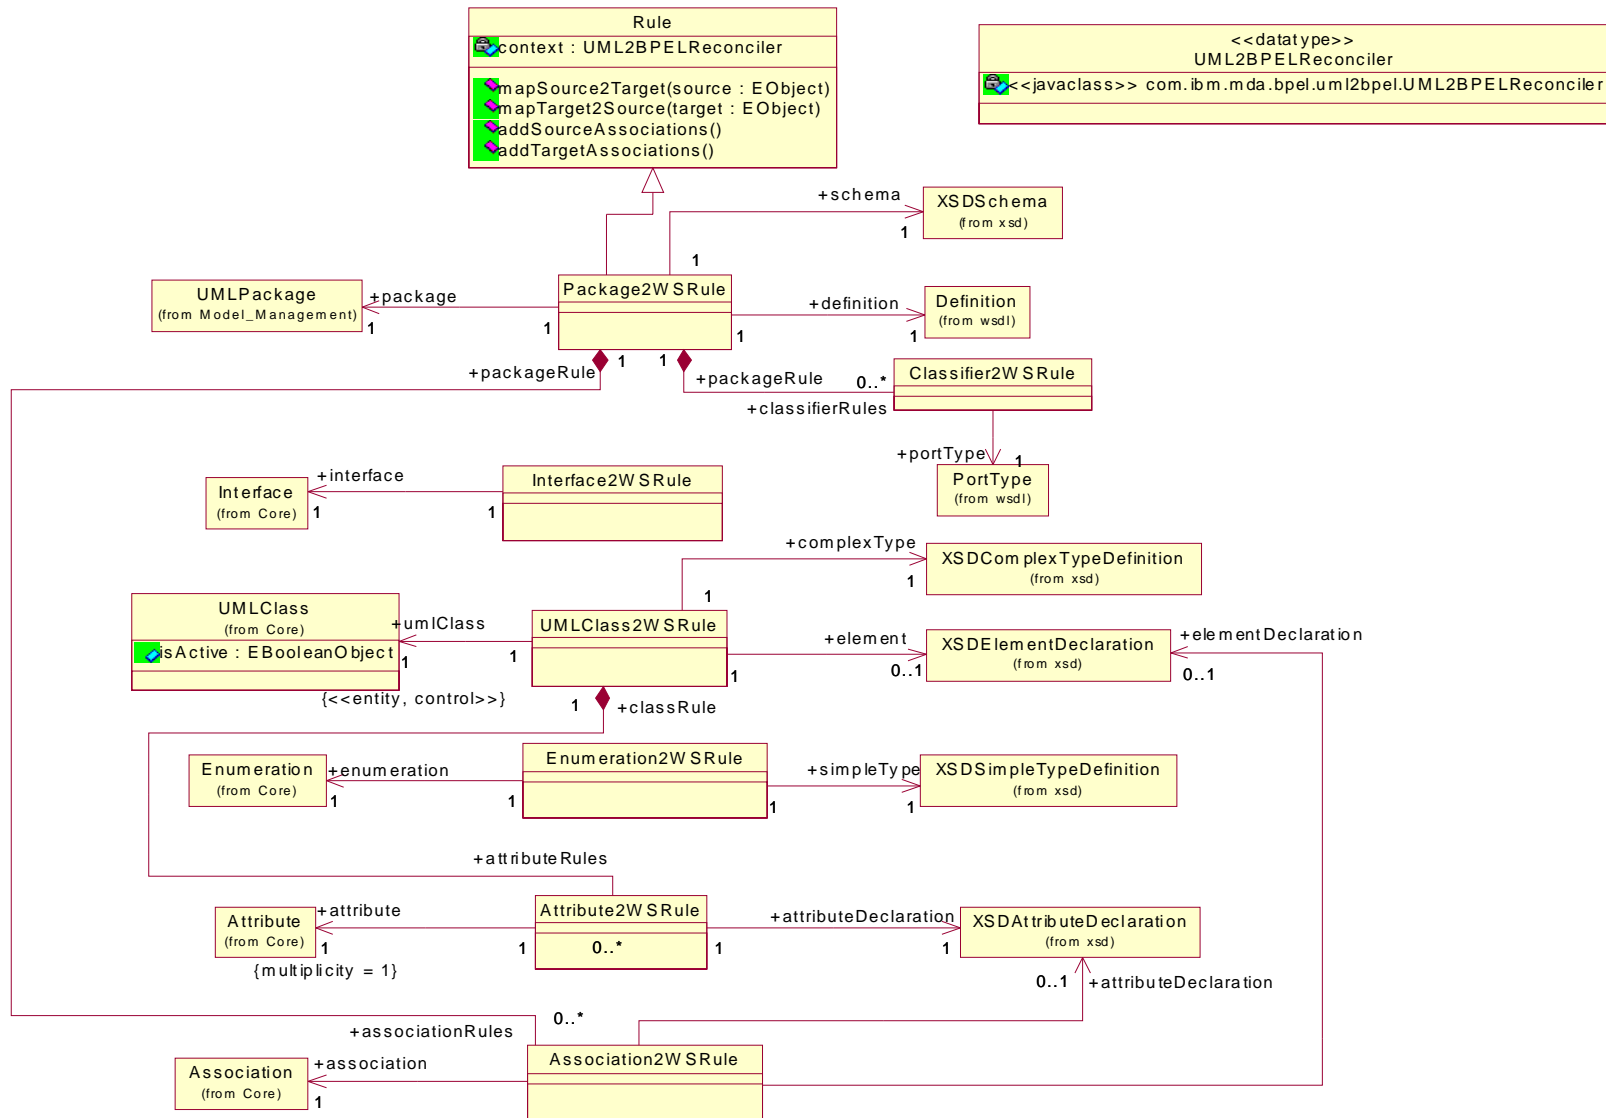 Rule
context : UML2BPELReconciler
mapSource2Target(source : EObject)
mapTarget2Source(target : EObject)
addSourceAssociations()
addTargetAssociations()
<<datatype>>
UML2BPELReconciler
<<javaclass>> com.ibm.mda.bpel.uml2bpel.UML2BPELReconciler
+schema
1
XSDSchema
(from xsd)
1
UMLPackage
(from Model_Management)
+package
1
1
Package2WSRule
+definition
1
1
Definition
(from wsdl)
+packageRule
1
1
+packageRule
0..*
+classifierRules
Classifier2WSRule
+portType
1
PortType
(from wsdl)
Interface
(from Core)
+interface
1
1
Interface2WSRule
+complexType
1
1
XSDComplexTypeDefinition
(from xsd)
UMLClass
(from Core)
isActive : EBooleanObject
+umlClass
1
1
{<<entity, control>>}
UMLClass2WSRule
+element
1
0..1
XSDElementDeclaration
(from xsd)
+elementDeclaration
0..1
1
+classRule
Enumeration
(from Core)
+enumeration
1
1
Enumeration2WSRule
+simpleType
1
1
XSDSimpleTypeDefinition
(from xsd)
+attributeRules
Attribute
(from Core)
+attribute
1
1
{multiplicity = 1}
Attribute2WSRule
0..*
+attributeDeclaration
1
1
XSDAttributeDeclaration
(from xsd)
0..1
+attributeDeclaration
0..*
+associationRules
Association
(from Core)
+association
1
Association2WSRule